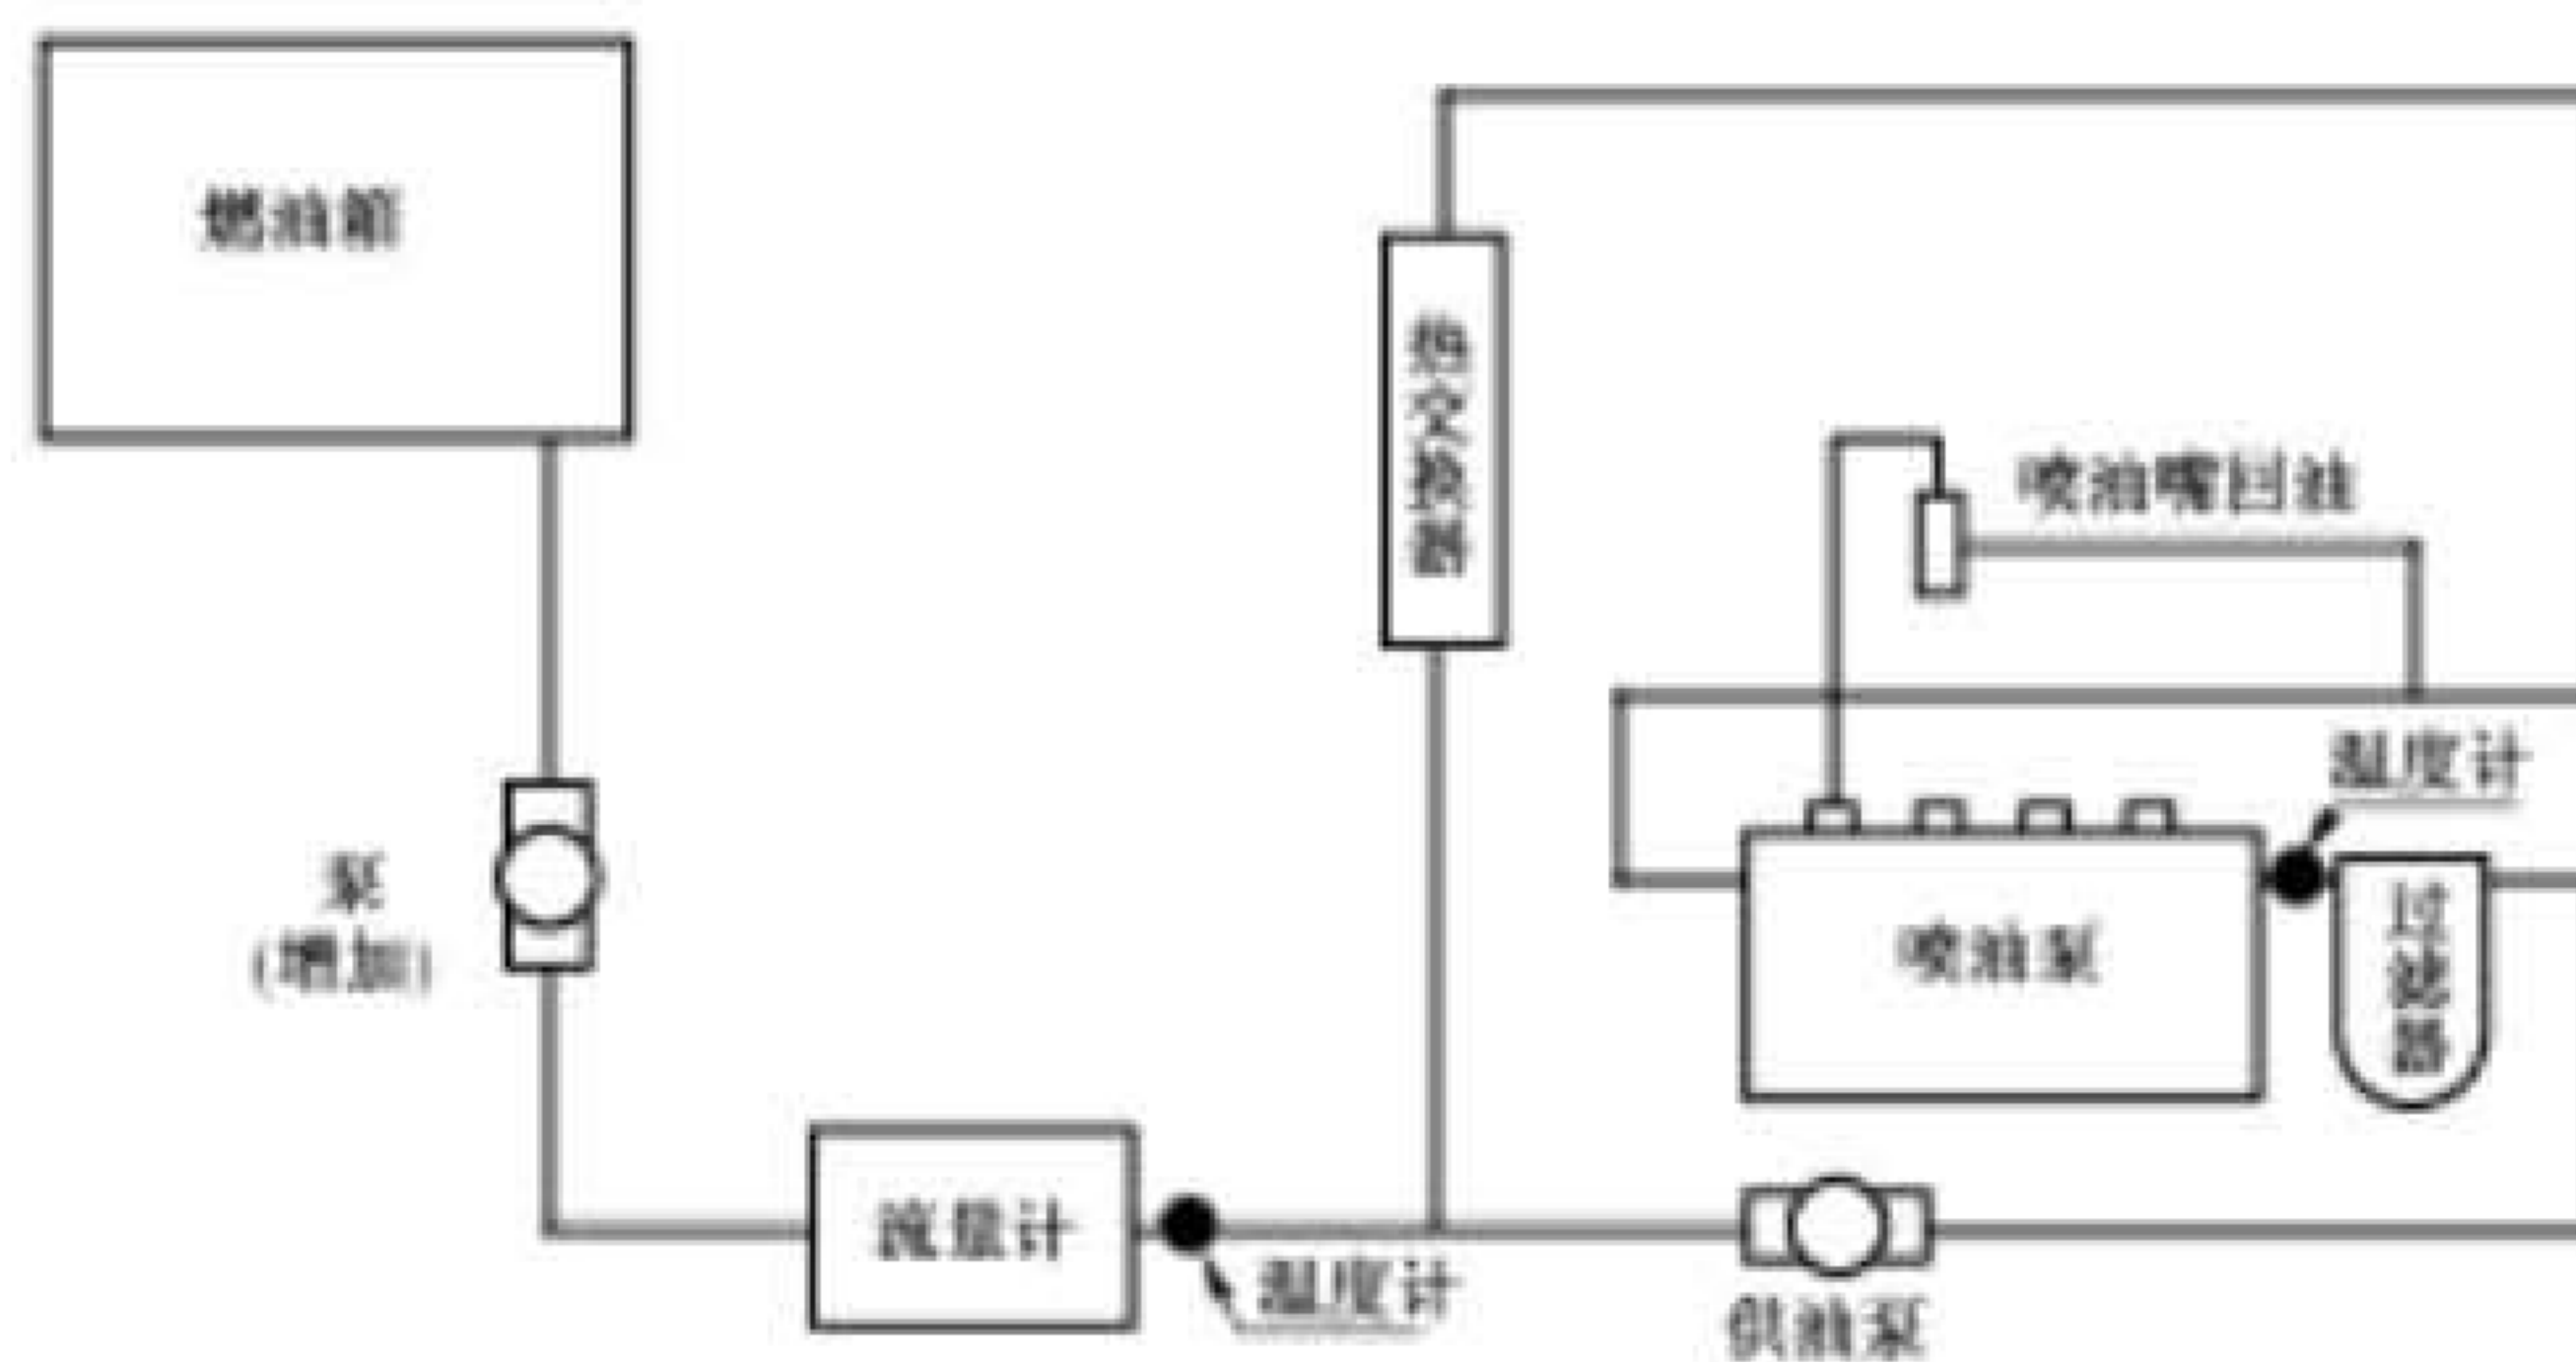 燃油箱
热交换器
喷油嘴回油
温度计
泵
(增加)
喷油泵
过滤器
流量计
温度计
供油泵